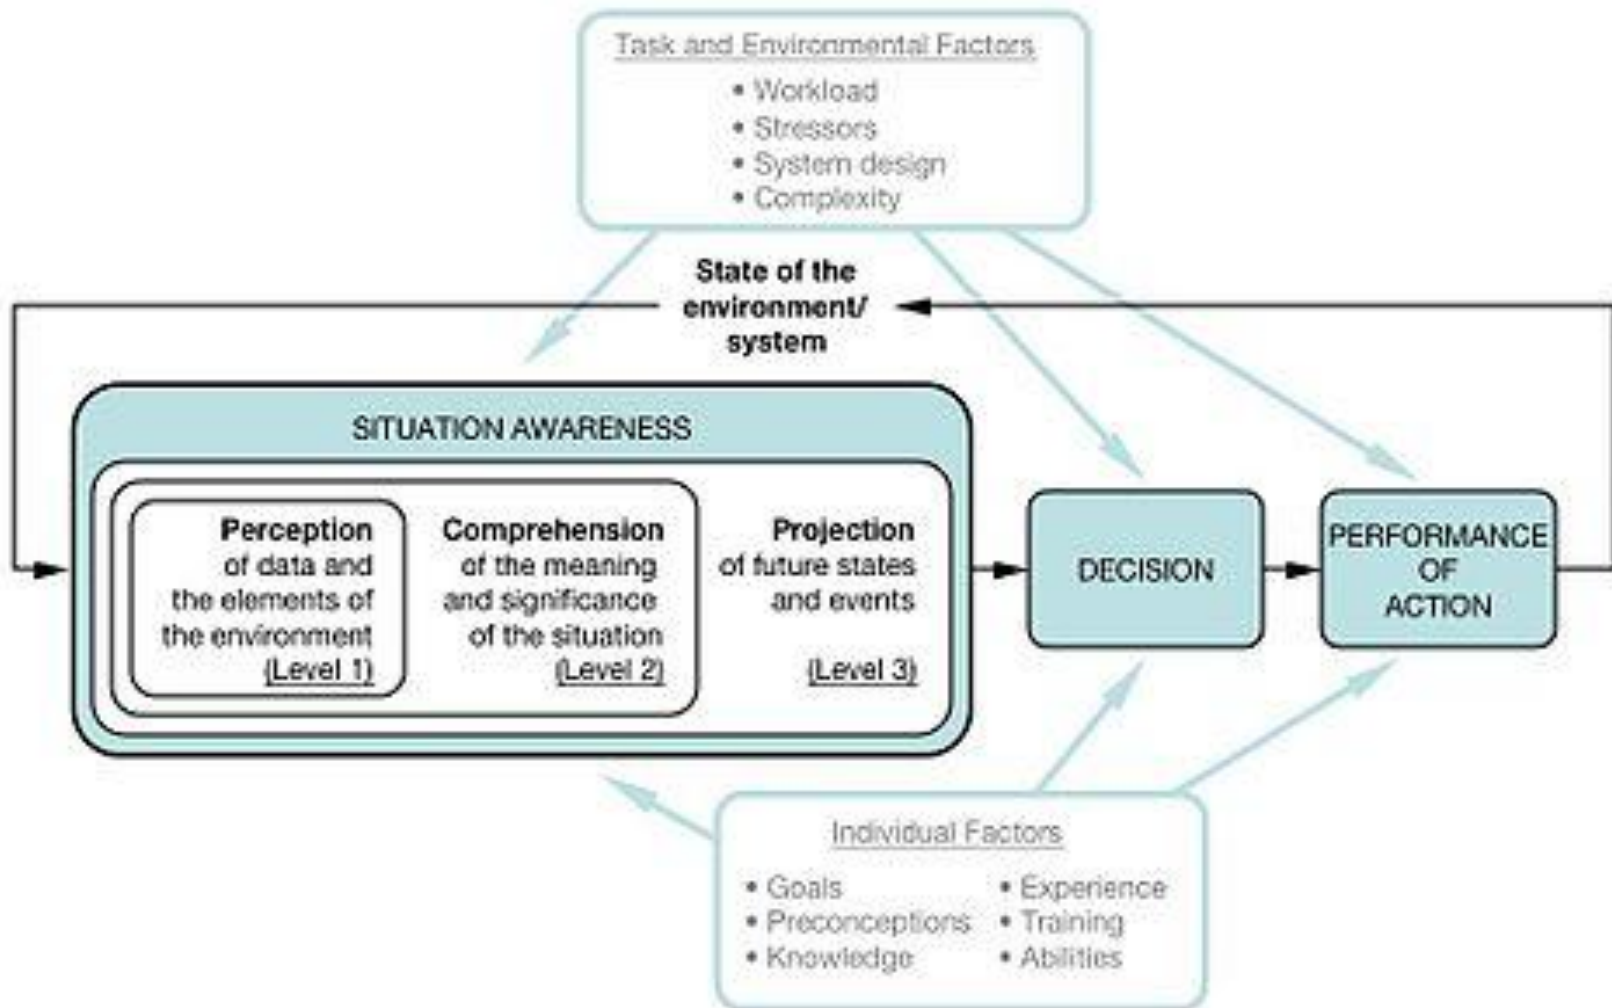 Task and Environmental Factors
• Workload
• Stressors
• System design
• Complexity
State of the
environment/
system
SITUATION AWARENESS
Perception
of data and
the elements of
the environment
(Level 1)
Comprehension
of the meaning
and significance
of the situation
(Level 2)
Projection
of future states
and events
(Level 3)
DECISION
PERFORMANCE
OF
ACTION
Individual Factors
• Goals
• Preconceptions
• Knowledge
• Experience
• Training
• Abilities